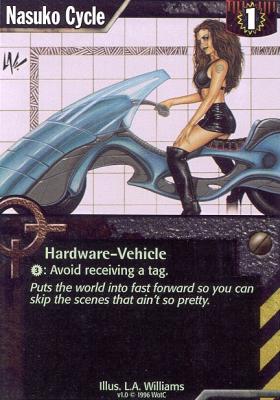 Nasuko Cycle
1
Hardware-Vehicle
3: Avoid receiving a tag.
Puts the world into fast forward so you can
skip the scenes that ain't so pretty.
Illus. L.A. Williams
v1.0 © 1996 WotC